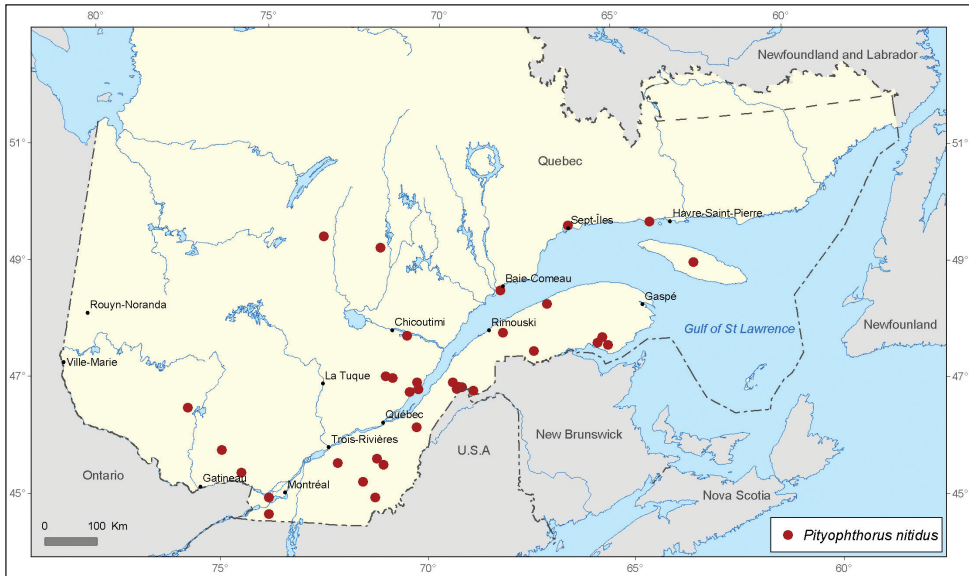 80°
75°
70°
65°
60°
Newfoundland and Labrador
51°
51°
Quebec
Sept-Îles
Havre-Saint-Pierre
49°
49°
Baie-Comeau
Rouyn-Noranda
Gaspé
Chicoutimi
Rimouski
Gulf of St Lawrence
Newfounland
Ville-Marie
47°
47°
La Tuque
Québec
Trois-Rivières
New Brunswick
U.S.A
Ontario
Gatineau
Montréal
45°
45°
Nova Scotia
0 100 Km
Pityophthorus nitidus
75°
70°
65°
60°